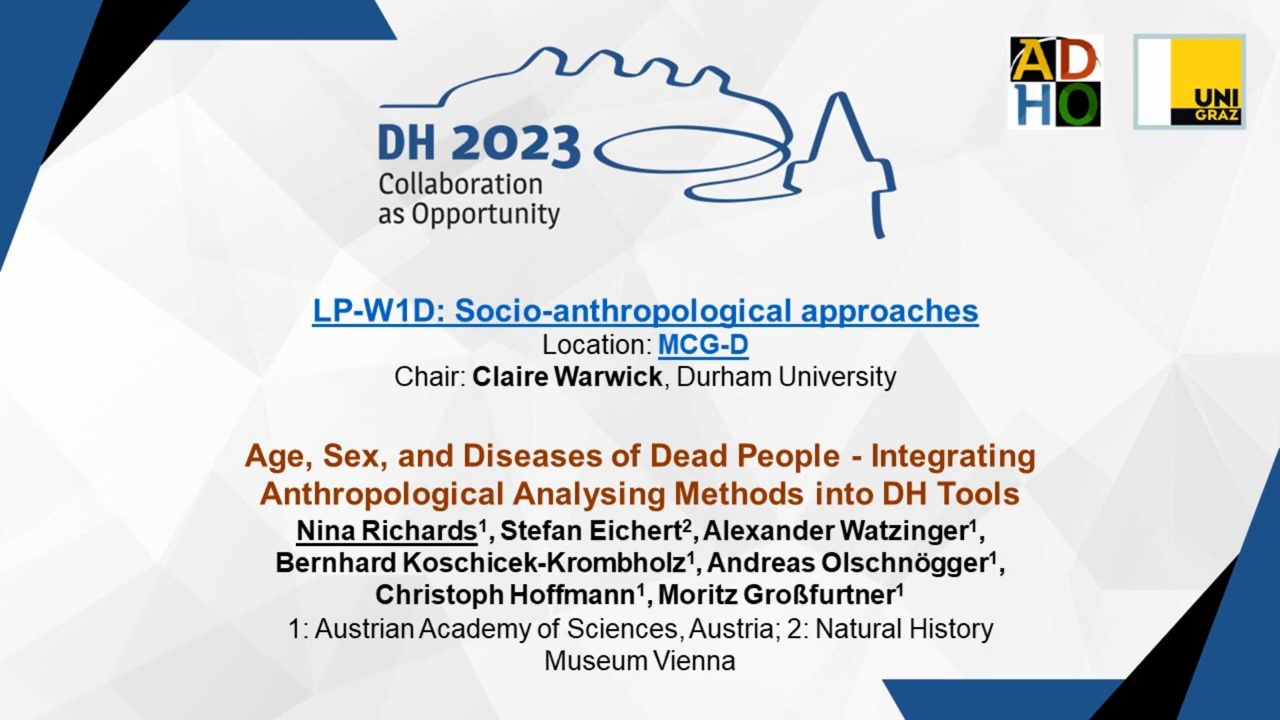 AD
HO
UNI
GRAZ
DH 2023
Collaboration
as Opportunity
LP-W1D: Socio-anthropological approaches
Location: MCG-D
Chair: Claire Warwick, Durham University
Age, Sex, and Diseases of Dead People - Integrating
Anthropological Analysing Methods into DH Tools
Nina Richards¹, Stefan Eichert², Alexander Watzinger¹,
Bernhard Koschicek-Krombholz¹, Andreas Olschnögger¹,
Christoph Hoffmann¹, Moritz Großfurtner¹
1: Austrian Academy of Sciences, Austria; 2: Natural History
Museum Vienna